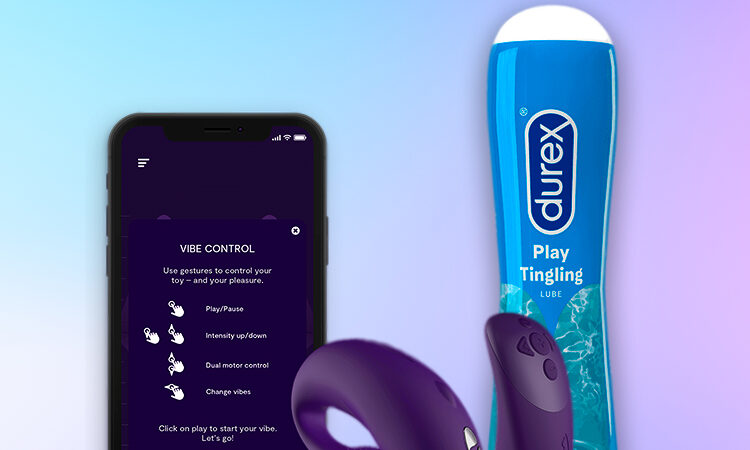 VIBE CONTROL
Use gestures to control your
toy – and your pleasure.
Play/Pause
Intensity up/down
Dual motor control
Change vibes
Click on play to start your vibe.
Let's go!
durex
®
Play
Tingling
LUBE